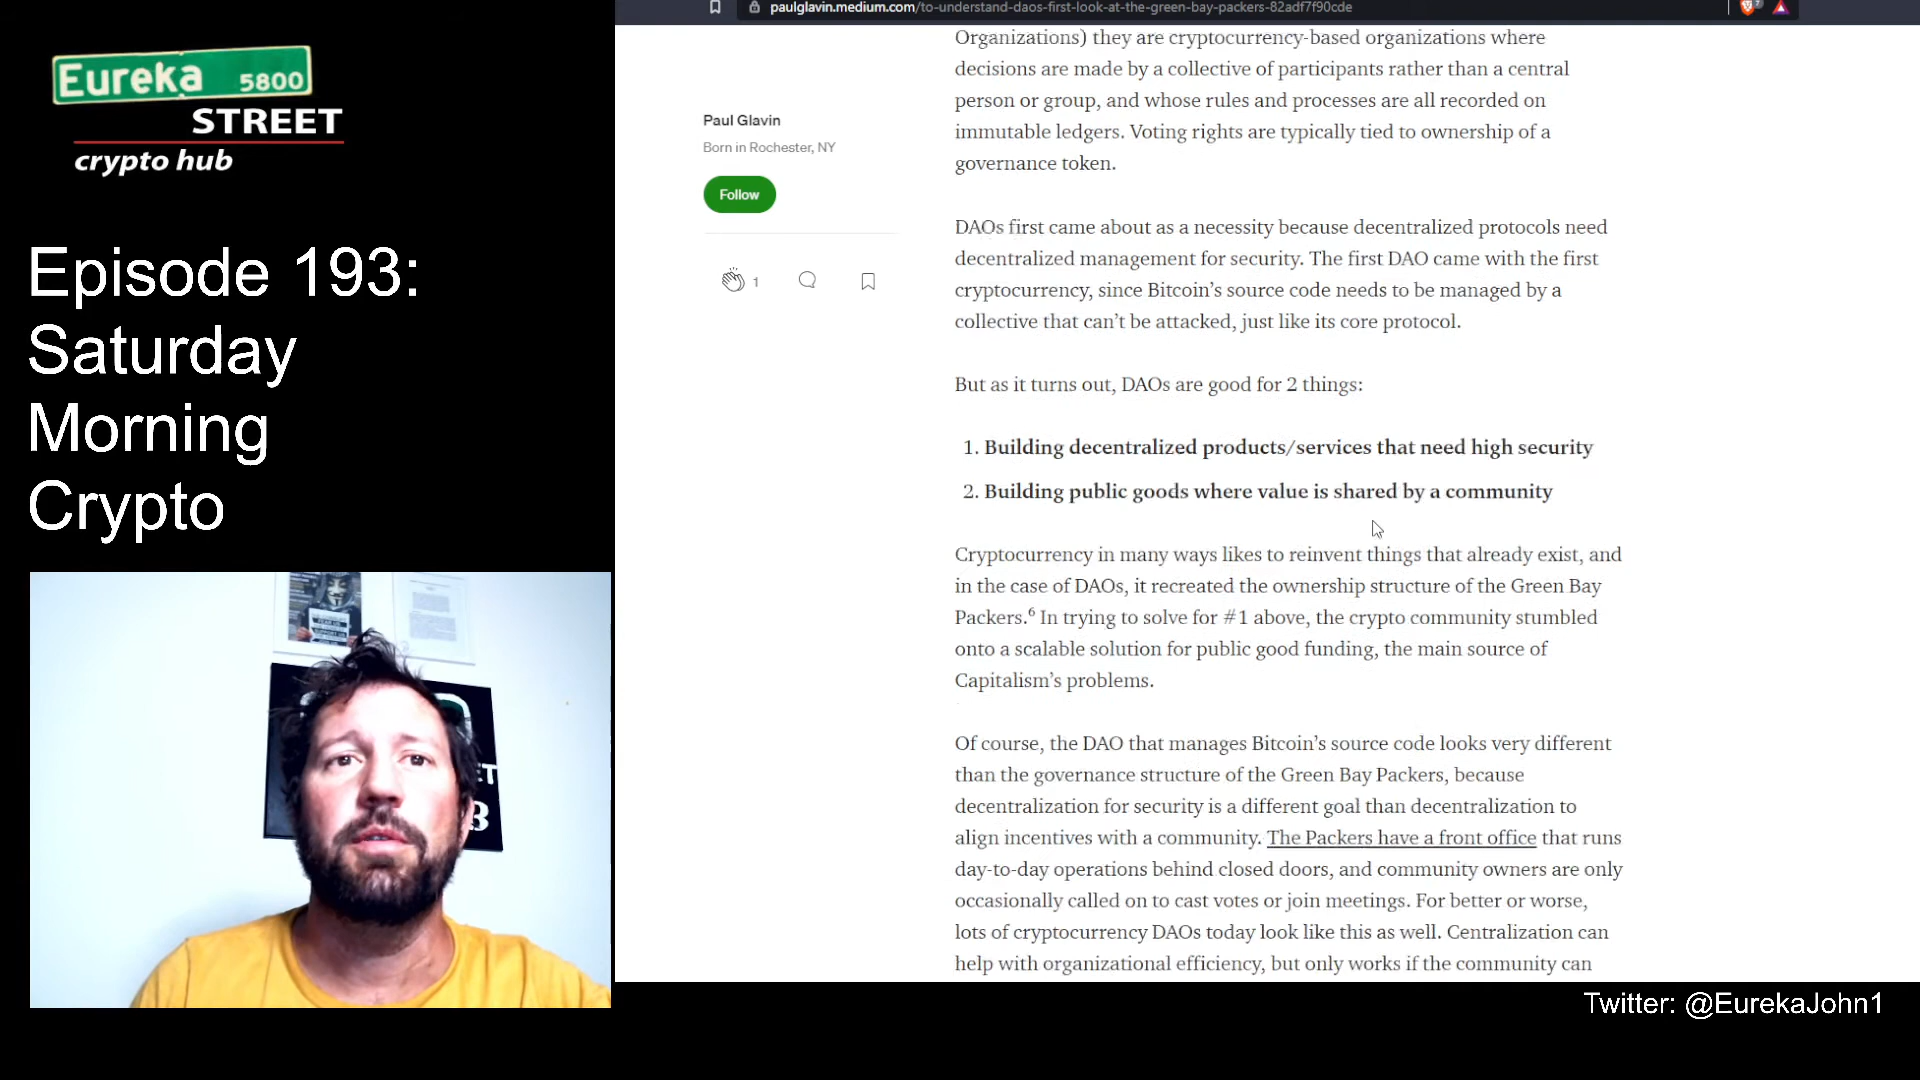 Eureka 5800
STREET
crypto hub
Episode 193:
Saturday
Morning
Crypto
paulglavin.medium.com/to-understand-daos-first-look-at-the-green-bay-packers-82adf7f90cde
Paul Glavin
Born in Rochester, NY
Follow
1
Organizations) they are cryptocurrency-based organizations where
decisions are made by a collective of participants rather than a central
person or group, and whose rules and processes are all recorded on
immutable ledgers. Voting rights are typically tied to ownership of a
governance token.
DAOs first came about as a necessity because decentralized protocols need
decentralized management for security. The first DAO came with the first
cryptocurrency, since Bitcoin’s source code needs to be managed by a
collective that can’t be attacked, just like its core protocol.
But as it turns out, DAOs are good for 2 things:
1. Building decentralized products/services that need high security
2. Building public goods where value is shared by a community
Cryptocurrency in many ways likes to reinvent things that already exist, and
in the case of DAOs, it recreated the ownership structure of the Green Bay
Packers.⁶ In trying to solve for #1 above, the crypto community stumbled
onto a scalable solution for public good funding, the main source of
Capitalism’s problems.
Of course, the DAO that manages Bitcoin’s source code looks very different
than the governance structure of the Green Bay Packers, because
decentralization for security is a different goal than decentralization to
align incentives with a community. The Packers have a front office that runs
day-to-day operations behind closed doors, and community owners are only
occasionally called on to cast votes or join meetings. For better or worse,
lots of cryptocurrency DAOs today look like this as well. Centralization can
help with organizational efficiency, but only works if the community can
Twitter: @EurekaJohn1